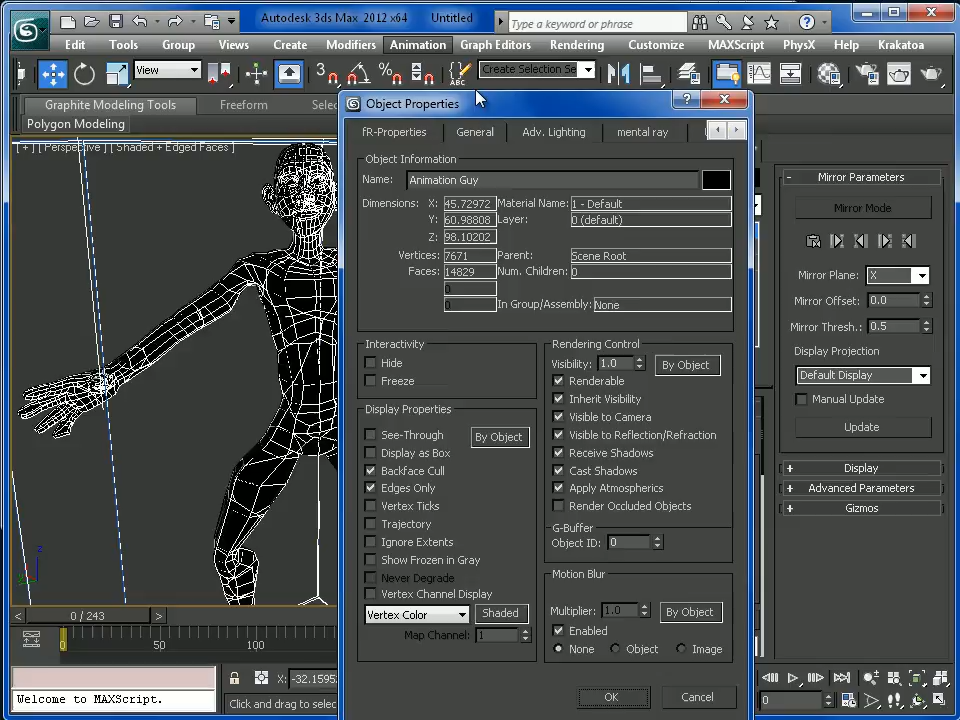 Autodesk 3ds Max 2012 x64 Untitled
Type a keyword or phrase
Edit Tools Group Views Create Modifiers Animation Graph Editors Rendering Customize MAXScript PhysX Help Krakatoa
View
3
ABC
Create Selection Se
Graphite Modeling Tools Freeform Selec
Polygon Modeling
[ + ] [ Perspective ] [ Shaded + Edged Faces ]
Object Properties
fR-Properties General Adv. Lighting mental ray
Object Information
Name: Animation Guy
Dimensions: X: 45.72972 Material Name: 1 - Default
Y: 60.98808 Layer: 0 (default)
Z: 98.10202
Vertices: 7671 Parent: Scene Root
Faces: 14829 Num. Children: 0
0
0 In Group/Assembly: None
Interactivity
Hide
Freeze
Display Properties
See-Through By Object
Display as Box
Backface Cull
Edges Only
Vertex Ticks
Trajectory
Ignore Extents
Show Frozen in Gray
Never Degrade
Vertex Channel Display
Vertex Color Shaded
Map Channel: 1
Rendering Control
Visibility: 1.0 By Object
Renderable
Inherit Visibility
Visible to Camera
Visible to Reflection/Refraction
Receive Shadows
Cast Shadows
Apply Atmospherics
Render Occluded Objects
G-Buffer
Object ID: 0
Motion Blur
Multiplier: 1.0 By Object
Enabled
None Object Image
OK Cancel
- Mirror Parameters
Mirror Mode
Mirror Plane: X
Mirror Offset: 0.0
Mirror Thresh.: 0.5
Display Projection
Default Display
Manual Update
Update
+ Display
+ Advanced Parameters
+ Gizmos
z
< 0 / 243 >
0 50 100
X: -32.1595
Welcome to MAXScript.
Click and drag to selec
0